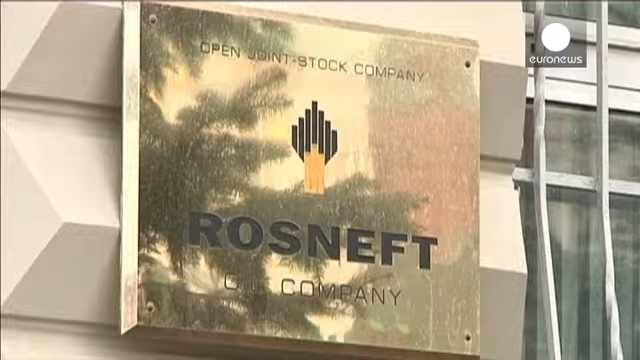 OPEN JOINT-STOCK COMPANY
ROSNEFT
COMPANY
euronews